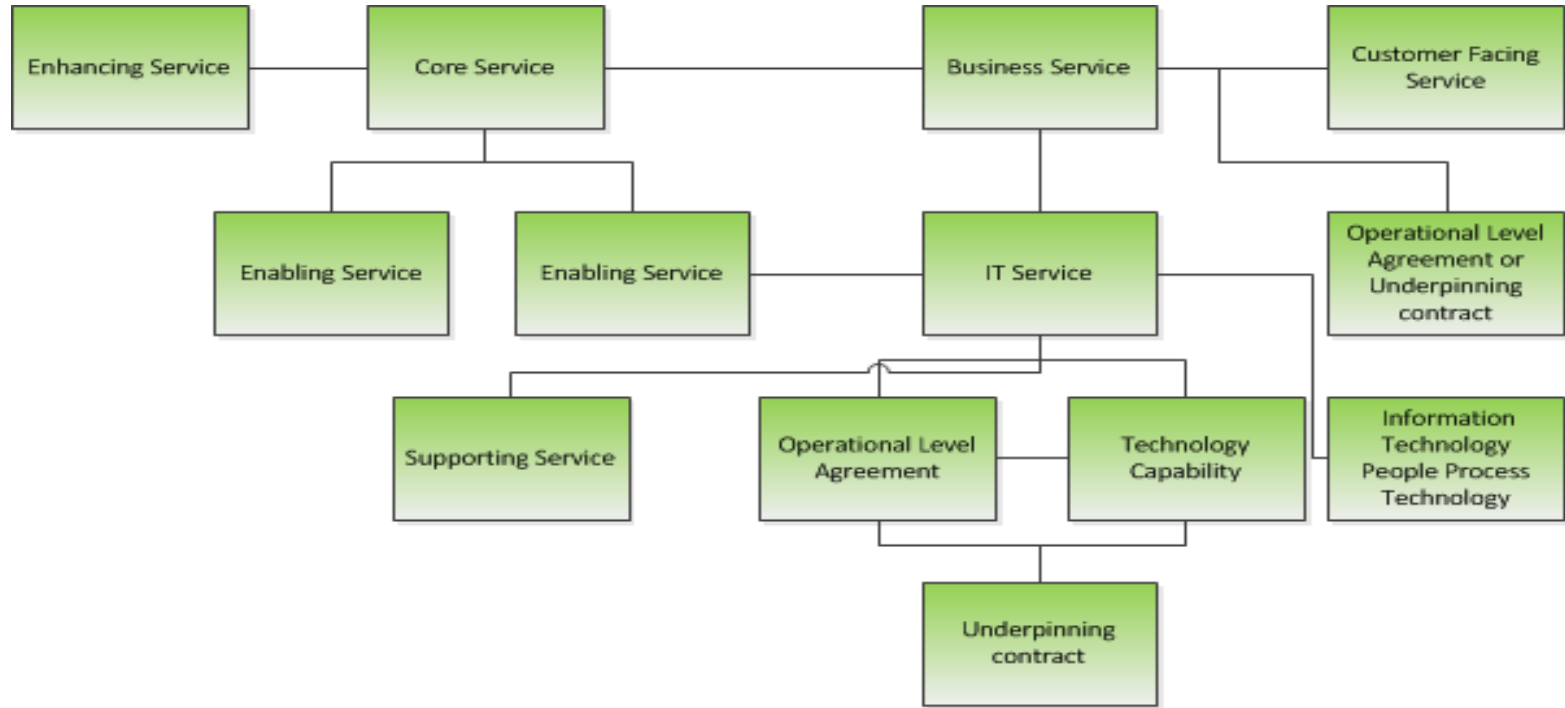 Enhancing Service
Core Service
Business Service
Customer Facing
Service
Enabling Service
Enabling Service
IT Service
Operational Level
Agreement or
Underpinning
contract
Supporting Service
Operational Level
Agreement
Technology
Capability
Information
Technology
People Process
Technology
Underpinning
contract